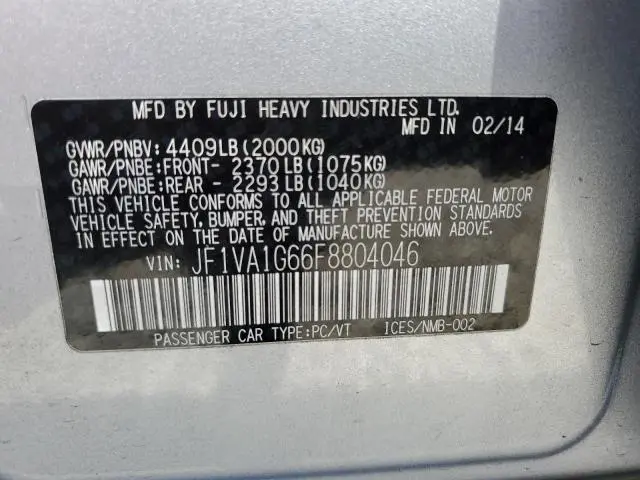 MFD BY FUJI HEAVY INDUSTRIES LTD.
MFD IN 02/14
GVWR/PNBV: 4409LB(2000KG)
GAWR/PNBE:FRONT- 2370LB(1075KG)
GAWR/PNBE:REAR - 2293LB(1040KG)
THIS VEHICLE CONFORMS TO ALL APPLICABLE FEDERAL MOTOR
VEHICLE SAFETY, BUMPER, AND THEFT PREVENTION STANDARDS
IN EFFECT ON THE DATE OF MANUFACTURE SHOWN ABOVE.
VIN: JF1VA1G66F8804046
PASSENGER CAR TYPE:PC/VT ICES/NMB-002